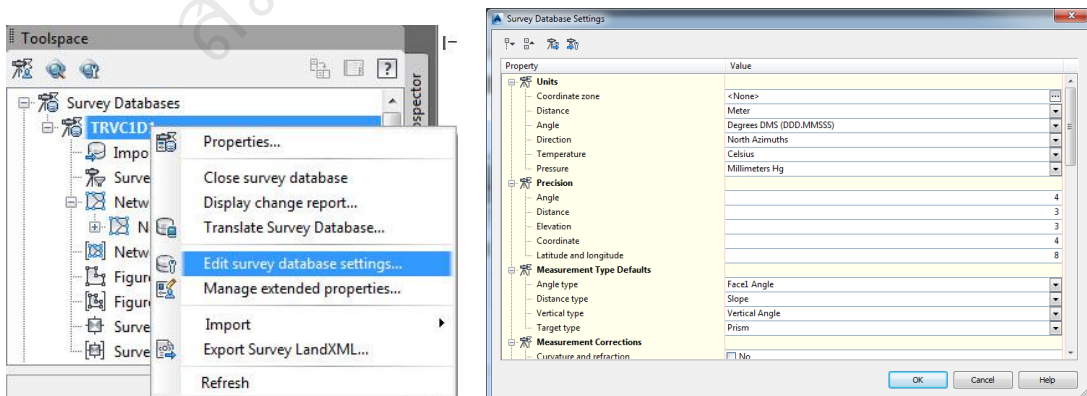 Toolspace
Survey Databases
TRVC1D1
Impo
Surve
Netw
N
Netw
Figur
Figur
Surve
Surve
Properties...
Close survey database
Display change report...
Translate Survey Database...
Edit survey database settings...
Manage extended properties...
Import
Export Survey LandXML...
Refresh
Survey Database Settings
Property Value
Units
Coordinate zone <None>
Distance Meter
Angle Degrees DMS (DDD.MMSSS)
Direction North Azimuths
Temperature Celsius
Pressure Millimeters Hg
Precision
Angle 4
Distance 3
Elevation 3
Coordinate 4
Latitude and longitude 8
Measurement Type Defaults
Angle type Face1 Angle
Distance type Slope
Vertical type Vertical Angle
Target type Prism
Measurement Corrections
Curvature and refraction No
OK Cancel Help